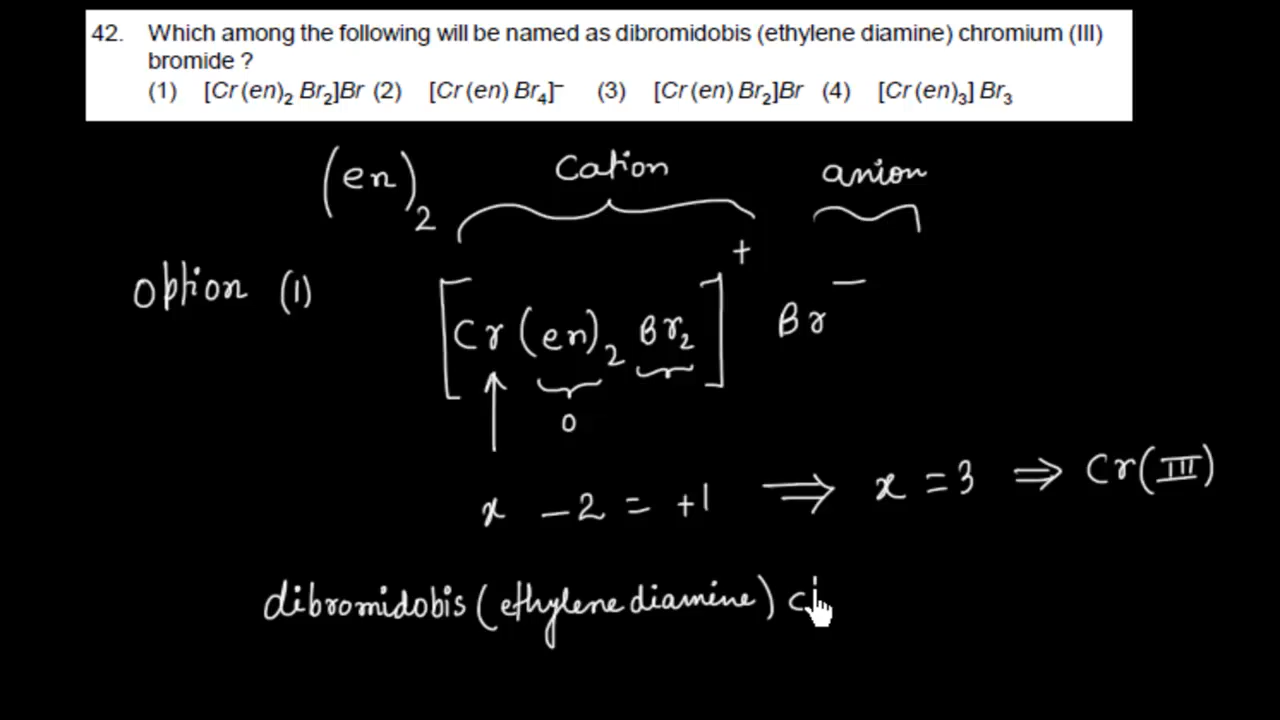 42. Which among the following will be named as dibromidobis (ethylene diamine) chromium (III)
bromide ?
(1) [Cr(en)₂ Br₂]Br (2) [Cr(en) Br₄]⁻ (3) [Cr(en) Br₂]Br (4) [Cr(en)₃] Br₃
(en)₂ Cation anion
option (1) [Cr(en)₂ Br₂]⁺ Br⁻
0
x - 2 = +1 ⇒ x = 3 ⇒ Cr(III)
dibromidobis(ethylene diamine) c